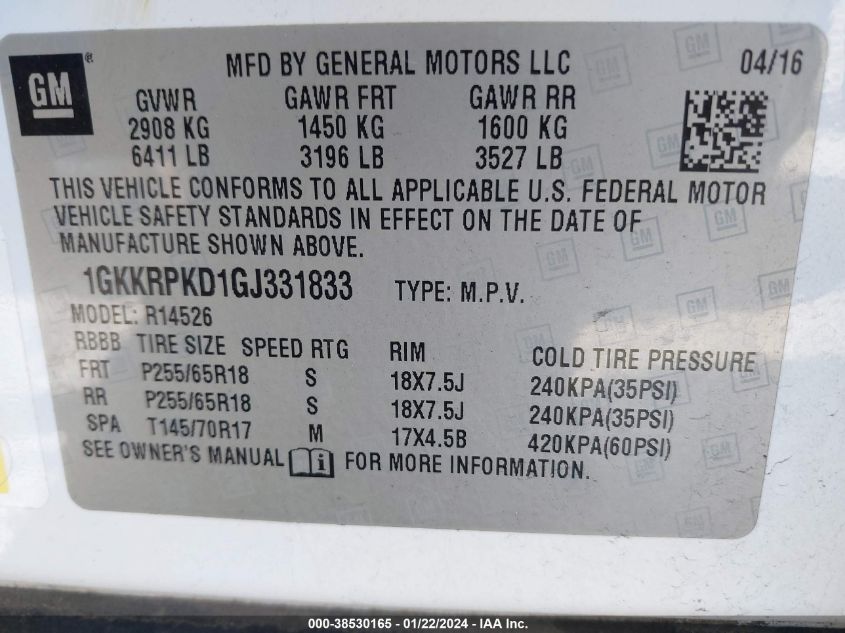 GM ® MFD BY GENERAL MOTORS LLC 04/16
GVWR GAWR FRT GAWR RR
2908 KG 1450 KG 1600 KG
6411 LB 3196 LB 3527 LB
THIS VEHICLE CONFORMS TO ALL APPLICABLE U.S. FEDERAL MOTOR
VEHICLE SAFETY STANDARDS IN EFFECT ON THE DATE OF
MANUFACTURE SHOWN ABOVE.
1GKKRPKD1GJ331833 TYPE: M.P.V.
MODEL: R14526
RBBB TIRE SIZE SPEED RTG RIM COLD TIRE PRESSURE
FRT P255/65R18 S 18X7.5J 240KPA(35PSI)
RR P255/65R18 S 18X7.5J 240KPA(35PSI)
SPA T145/70R17 M 17X4.5B 420KPA(60PSI)
SEE OWNER'S MANUAL i FOR MORE INFORMATION.
000-38530165 - 01/22/2024 - IAA Inc.